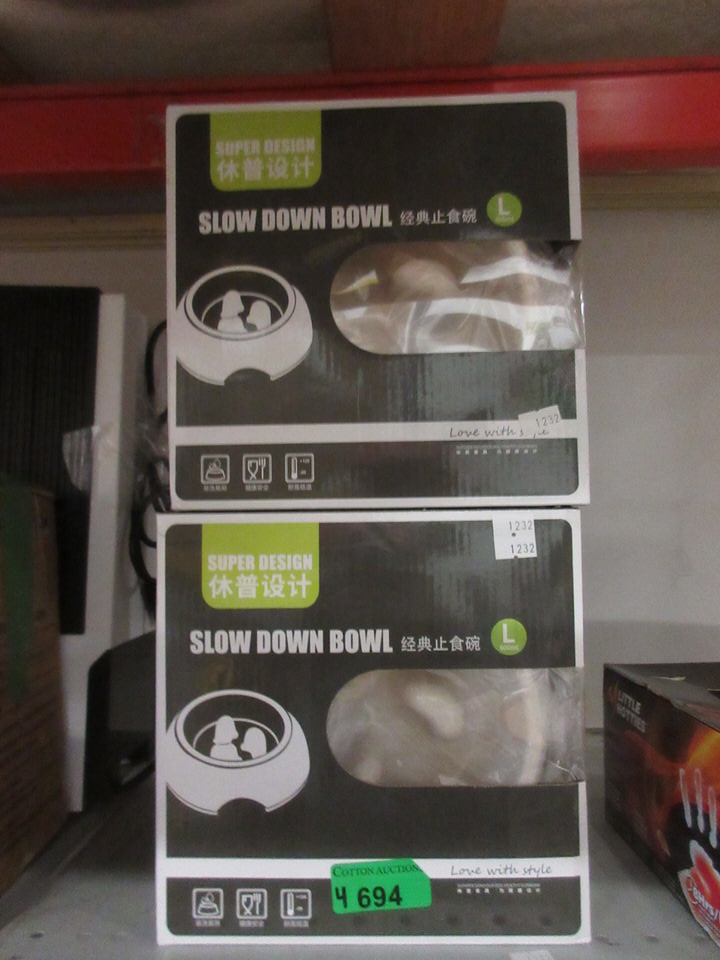 SUPER DESIGN
休普设计
SLOW DOWN BOWL 经典止食碗 L
1232
Love with s
SUPER DESIGN
休普设计
1232
1232
SLOW DOWN BOWL 经典止食碗 L
COTTON AUCTION
4 694
Love with style
LITTLE
HOTTIES